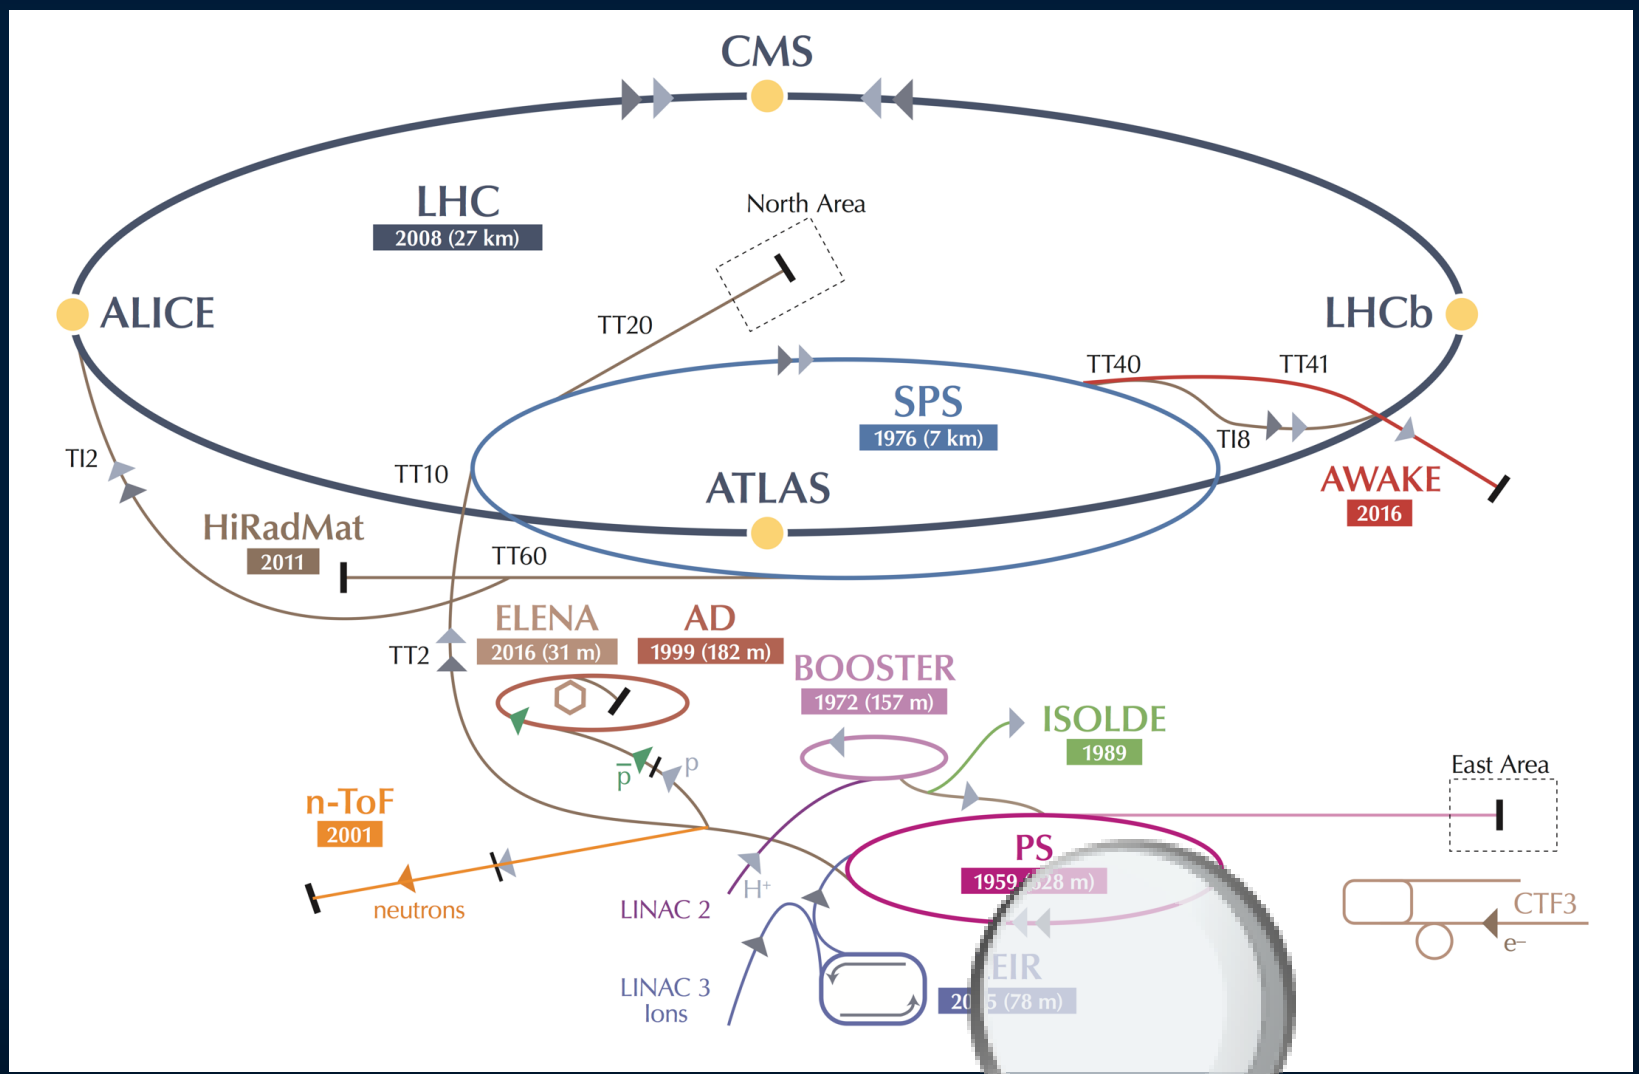 CMS
LHC
2008 (27 km)
North Area
ALICE
LHCb
TT20
TT40
TT41
SPS
1976 (7 km)
TI8
TI2
TT10
ATLAS
AWAKE
2016
HiRadMat
2011
TT60
ELENA
2016 (31 m)
AD
1999 (182 m)
TT2
BOOSTER
1972 (157 m)
ISOLDE
1989
p̅
p
East Area
n-ToF
2001
PS
1959 (628 m)
neutrons
H⁺
LINAC 2
CTF3
e⁻
LINAC 3
Ions
EIR
(78 m)